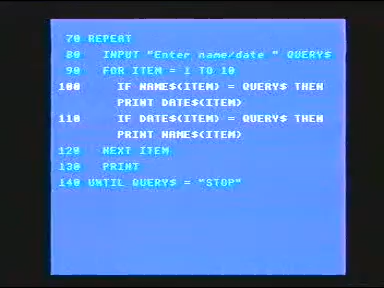 70 REPEAT
80 INPUT "Enter name/date " QUERY$
90 FOR ITEM = 1 TO 10
100 IF NAME$(ITEM) = QUERY$ THEN
PRINT DATE$(ITEM)
110 IF DATE$(ITEM) = QUERY$ THEN
PRINT NAME$(ITEM)
120 NEXT ITEM
130 PRINT
140 UNTIL QUERY$ = "STOP"